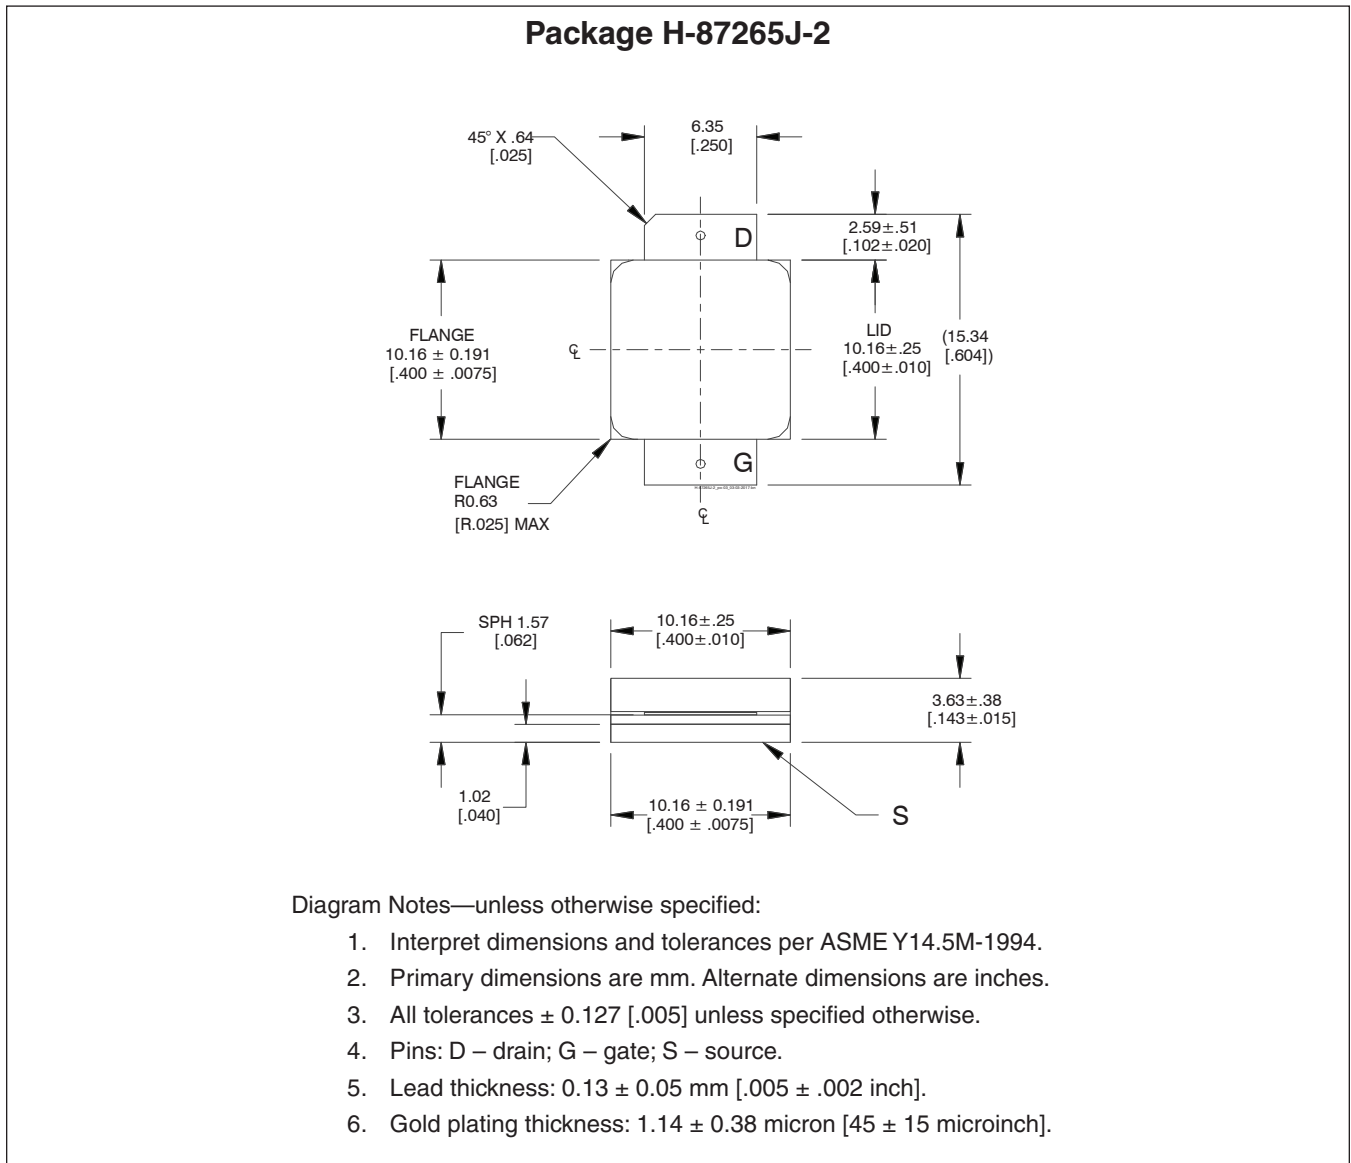 Package H-87265J-2
45° X .64
[.025]
6.35
[.250]
2.59±.51
[.102±.020]
D
FLANGE
10.16 ± 0.191
[.400 ± .0075]
LID
10.16±.25
[.400±.010]
(15.34
[.604])
C L
G
FLANGE
R0.63
[R.025] MAX
C L
SPH 1.57
[.062]
10.16±.25
[.400±.010]
3.63±.38
[.143±.015]
1.02
[.040]
10.16 ± 0.191
[.400 ± .0075]
S
Diagram Notes—unless otherwise specified:
1. Interpret dimensions and tolerances per ASME Y14.5M-1994.
2. Primary dimensions are mm. Alternate dimensions are inches.
3. All tolerances ± 0.127 [.005] unless specified otherwise.
4. Pins: D – drain; G – gate; S – source.
5. Lead thickness: 0.13 ± 0.05 mm [.005 ± .002 inch].
6. Gold plating thickness: 1.14 ± 0.38 micron [45 ± 15 microinch].